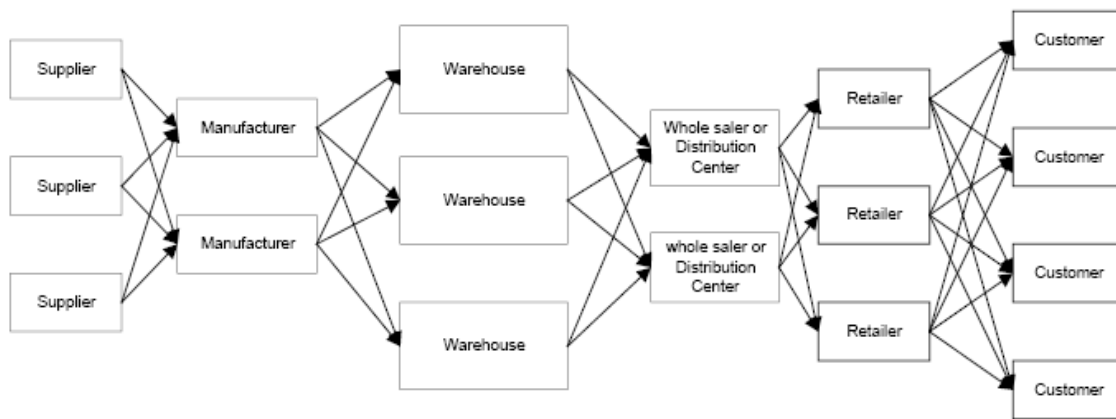 Supplier
Supplier
Supplier
Manufacturer
Manufacturer
Warehouse
Warehouse
Warehouse
Whole saler or
Distribution
Center
whole saler or
Distribution
Center
Retailer
Retailer
Retailer
Customer
Customer
Customer
Customer